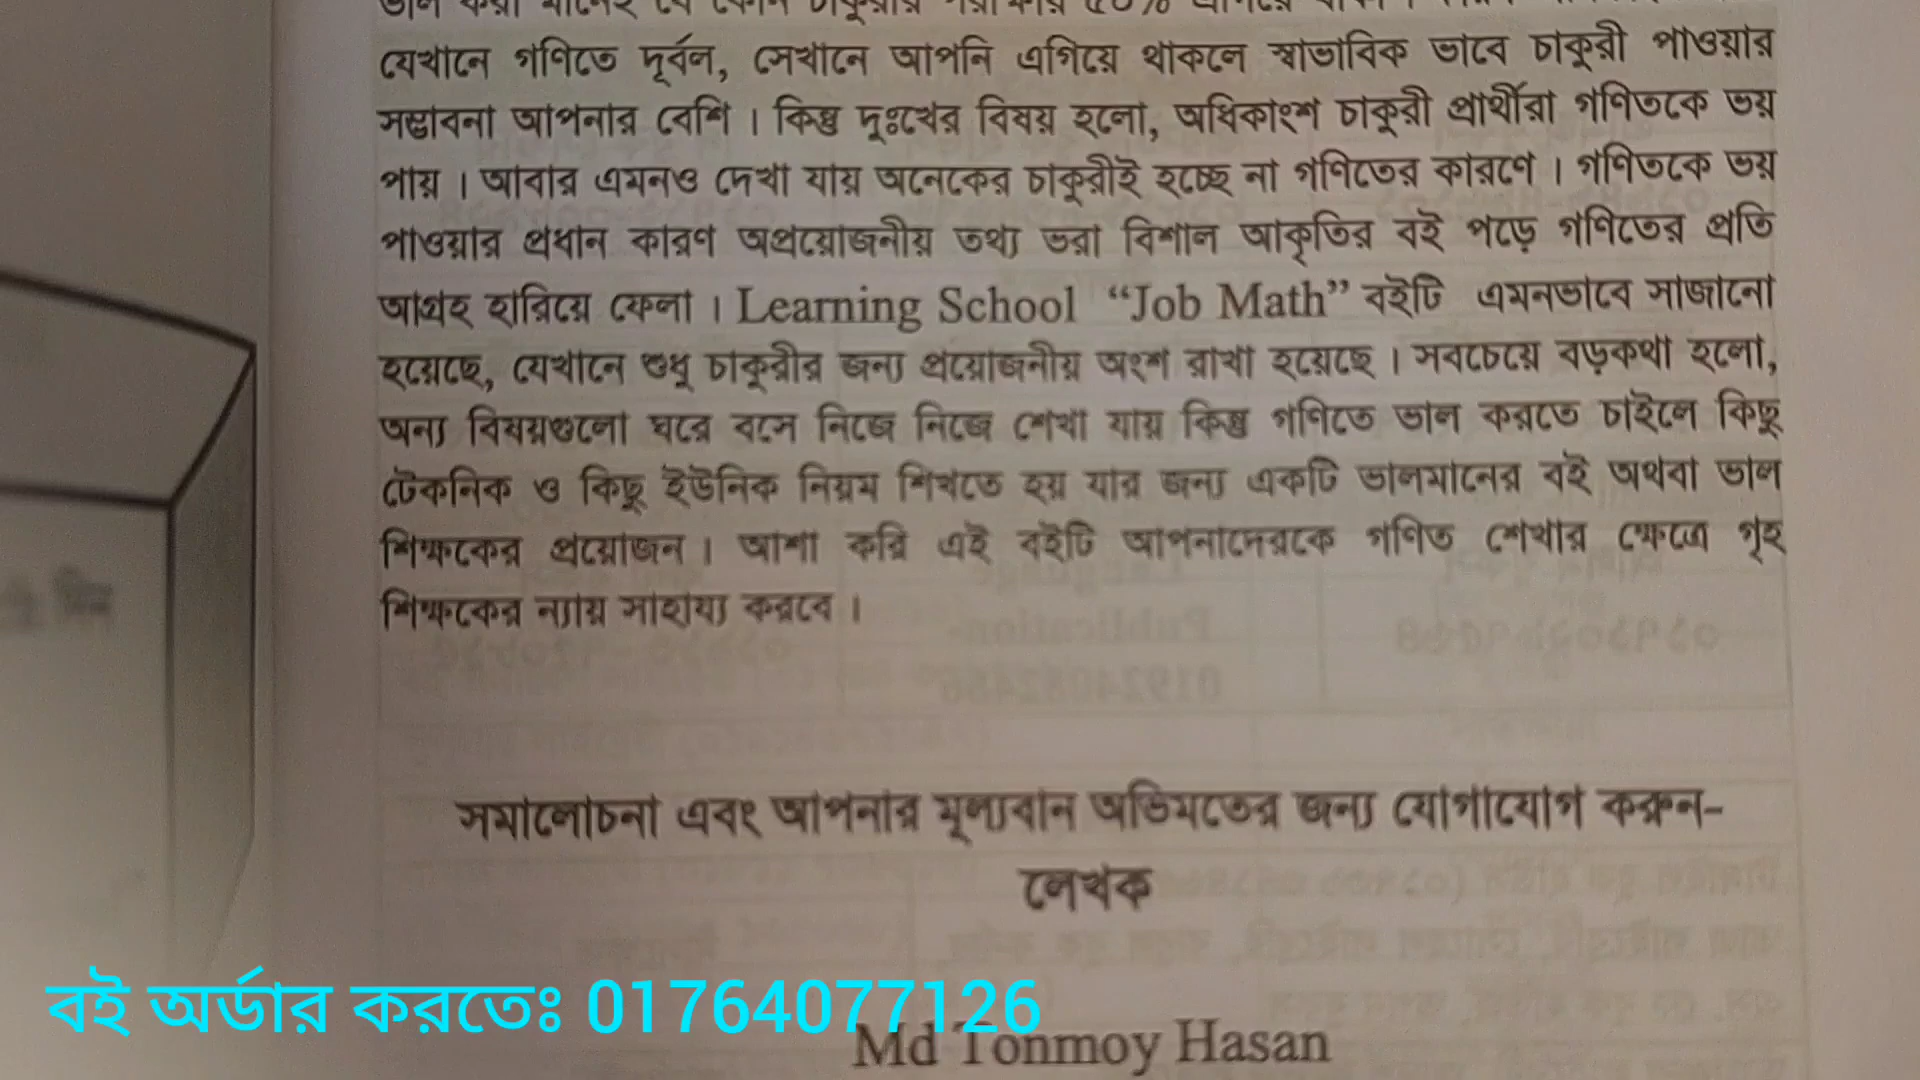 যেখানে গণিতে দূর্বল, সেখানে আপনি এগিয়ে থাকলে স্বাভাবিক ভাবে চাকুরী পাওয়ার
সম্ভাবনা আপনার বেশি । কিন্তু দুঃখের বিষয় হলো, অধিকাংশ চাকুরী প্রার্থীরা গণিতকে ভয়
পায় । আবার এমনও দেখা যায় অনেকের চাকুরীই হচ্ছে না গণিতের কারণে । গণিতকে ভয়
পাওয়ার প্রধান কারণ অপ্রয়োজনীয় তথ্য ভরা বিশাল আকৃতির বই পড়ে গণিতের প্রতি
আগ্রহ হারিয়ে ফেলা । Learning School “Job Math” বইটি এমনভাবে সাজানো
হয়েছে, যেখানে শুধু চাকুরীর জন্য প্রয়োজনীয় অংশ রাখা হয়েছে । সবচেয়ে বড়কথা হলো,
অন্য বিষয়গুলো ঘরে বসে নিজে নিজে শেখা যায় কিন্তু গণিতে ভাল করতে চাইলে কিছু
টেকনিক ও কিছু ইউনিক নিয়ম শিখতে হয় যার জন্য একটি ভালমানের বই অথবা ভাল
শিক্ষকের প্রয়োজন । আশা করি এই বইটি আপনাদেরকে গণিত শেখার ক্ষেত্রে গৃহ
শিক্ষকের ন্যায় সাহায্য করবে ।
সমালোচনা এবং আপনার মূল্যবান অভিমতের জন্য যোগাযোগ করুন-
লেখক
বই অর্ডার করতেঃ 01764077126
Md Tonmoy Hasan